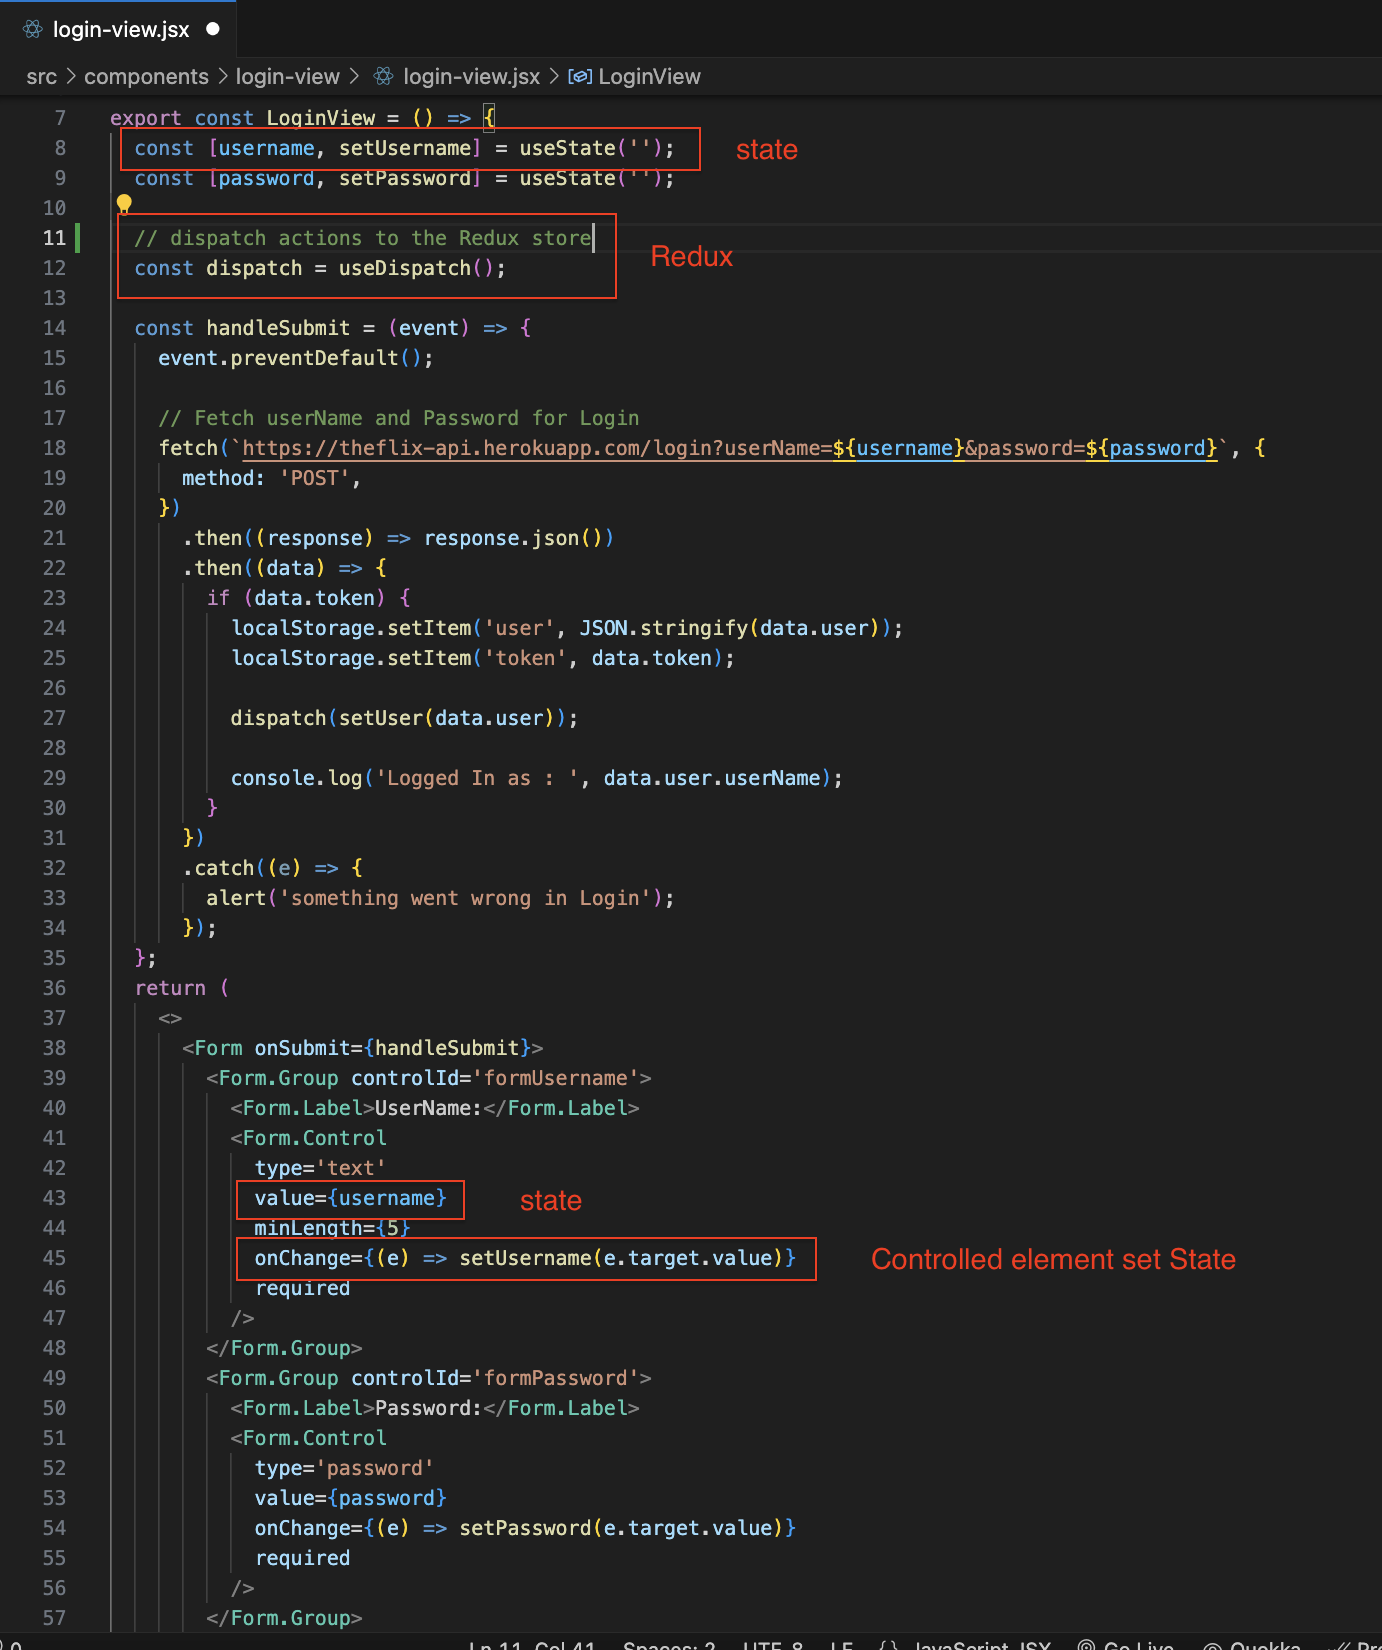 login-view.jsx
src > components > login-view > login-view.jsx > LoginView
7 export const LoginView = () => {
8 const [username, setUsername] = useState(''); state
9 const [password, setPassword] = useState('');
10
11 // dispatch actions to the Redux store
Redux
12 const dispatch = useDispatch();
13
14 const handleSubmit = (event) => {
15 event.preventDefault();
16
17 // Fetch userName and Password for Login
18 fetch(`https://theflix-api.herokuapp.com/login?userName=${username}&password=${password}`, {
19 method: 'POST',
20 })
21 .then((response) => response.json())
22 .then((data) => {
23 if (data.token) {
24 localStorage.setItem('user', JSON.stringify(data.user));
25 localStorage.setItem('token', data.token);
26
27 dispatch(setUser(data.user));
28
29 console.log('Logged In as : ', data.user.userName);
30 }
31 })
32 .catch((e) => {
33 alert('something went wrong in Login');
34 });
35 };
36 return (
37 <>
38 <Form onSubmit={handleSubmit}>
39 <Form.Group controlId='formUsername'>
40 <Form.Label>UserName:</Form.Label>
41 <Form.Control
42 type='text'
43 value={username} state
44 minLength={5}
45 onChange={(e) => setUsername(e.target.value)} Controlled element set State
46 required
47 />
48 </Form.Group>
49 <Form.Group controlId='formPassword'>
50 <Form.Label>Password:</Form.Label>
51 <Form.Control
52 type='password'
53 value={password}
54 onChange={(e) => setPassword(e.target.value)}
55 required
56 />
57 </Form.Group>
0 Ln 11, Col 41 Spaces: 2 UTF-8 LF {} JavaScript JSX Go Live Quokka